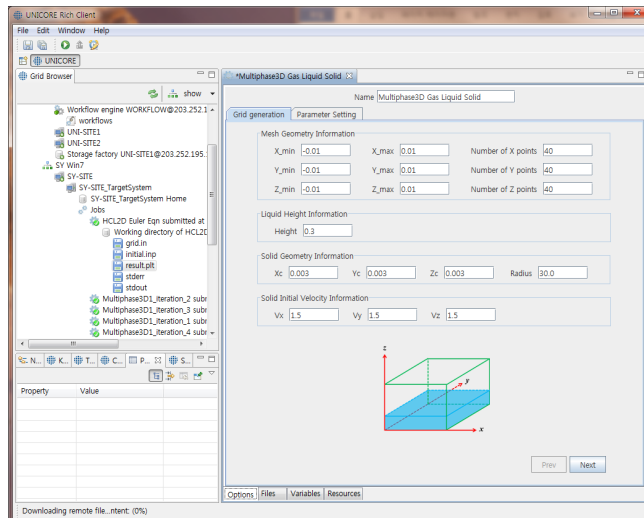 UNICORE Rich Client
File Edit Window Help
UNICORE
Grid Browser
show
Workflow engine WORKFLOW@203.252.1
workflows
UNI-SITE1
UNI-SITE2
Storage factory UNI-SITE1@203.252.195.
SY Win7
SY-SITE
SY-SITE_TargetSystem
SY-SITE_TargetSystem Home
Jobs
HCL2D Euler Eqn submitted at
Working directory of HCL2D
grid.in
initial.inp
result.plt
stderr
stdout
Multiphase3D1_iteration_2 subr
Multiphase3D1_iteration_3 subr
Multiphase3D1_iteration_1 subr
Multiphase3D1_iteration_4 subr
N... K... T... C... P... S...
Property Value
Downloading remote file...ntent: (0%)
*Multiphase3D Gas Liquid Solid
Name Multiphase3D Gas Liquid Solid
Grid generation Parameter Setting
Mesh Geometry Information
X_min -0.01 X_max 0.01 Number of X points 40
Y_min -0.01 Y_max 0.01 Number of Y points 40
Z_min -0.01 Z_max 0.01 Number of Z points 40
Liquid Height Information
Height 0.3
Solid Geometry Information
Xc 0.003 Yc 0.003 Zc 0.003 Radius 30.0
Solid Initial Velocity Information
Vx 1.5 Vy 1.5 Vz 1.5
z
y
x
Prev Next
Options Files Variables Resources